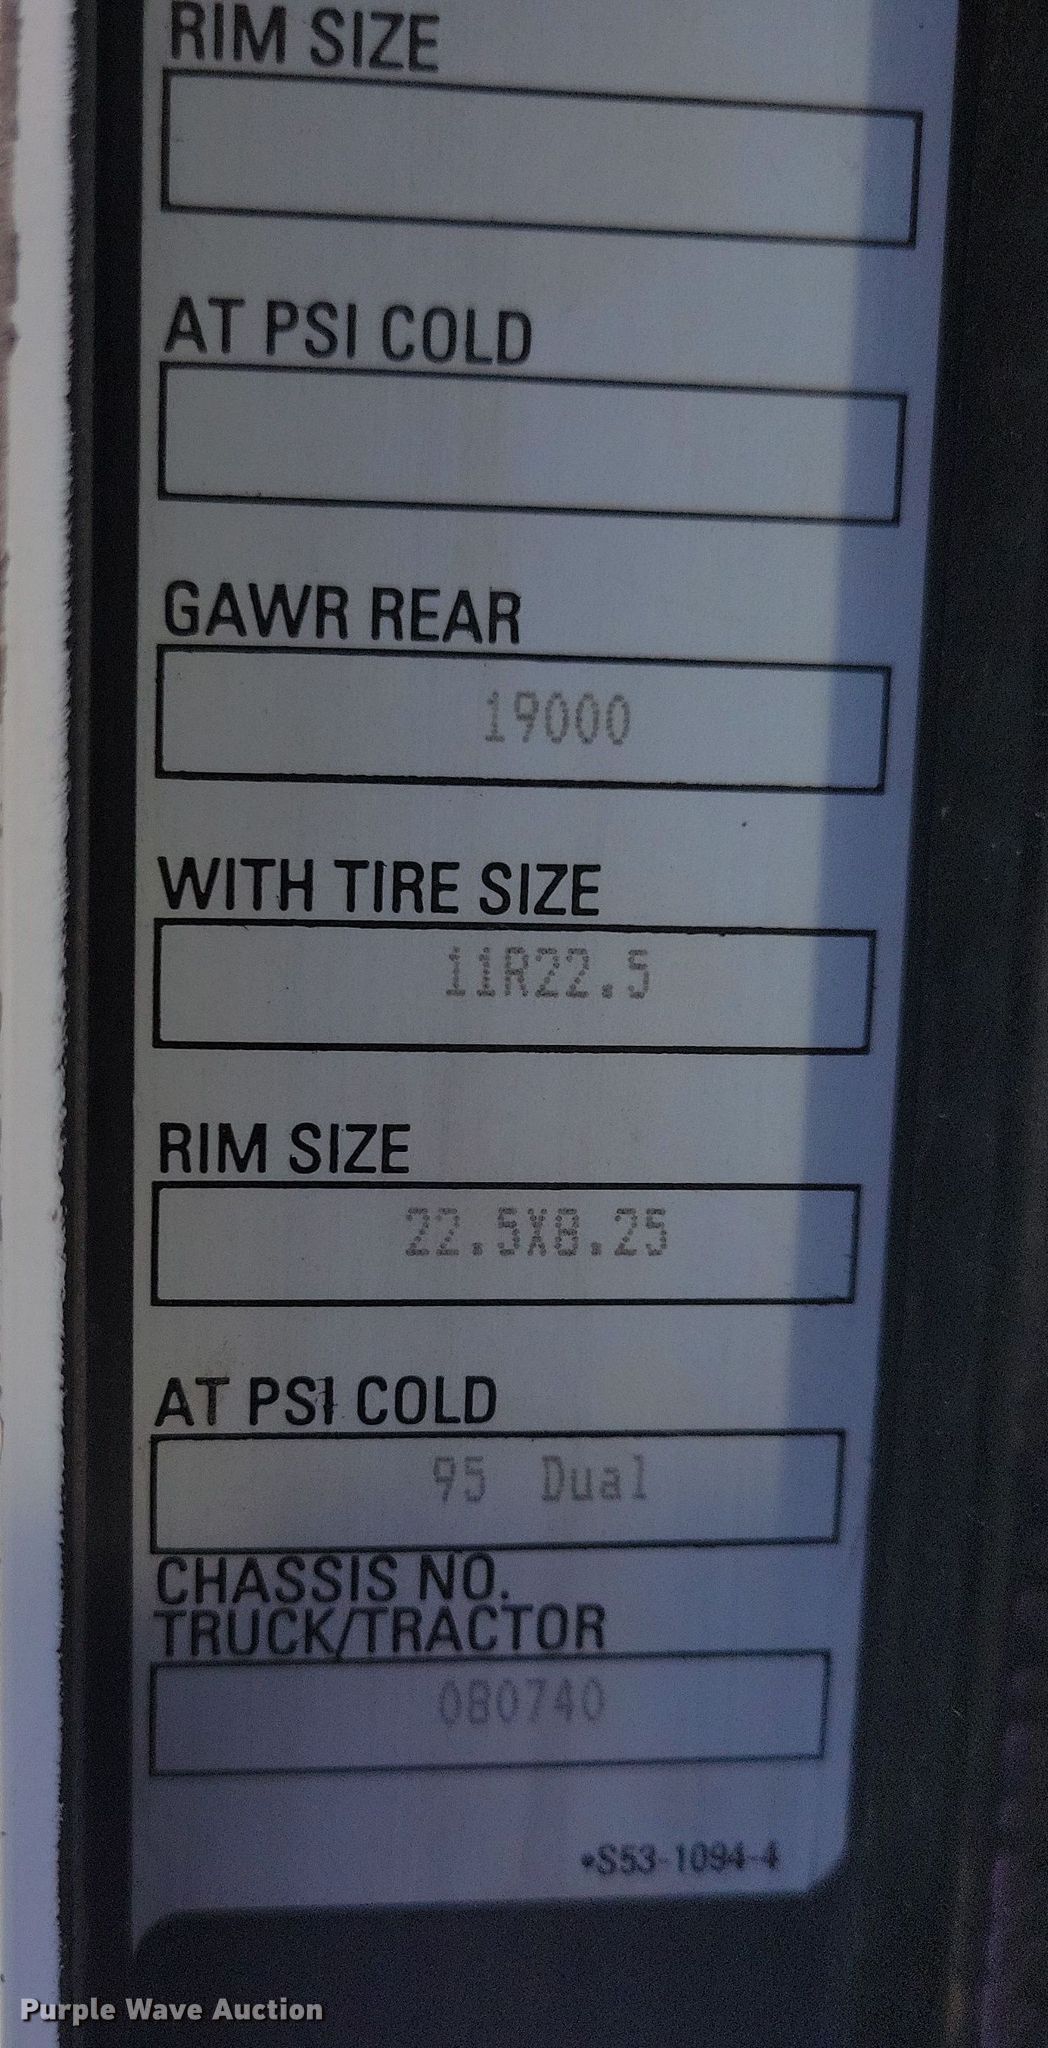 RIM SIZE
AT PSI COLD
GAWR REAR
19000
WITH TIRE SIZE
11R22.5
RIM SIZE
22.5X8.25
AT PSI COLD
95 Dual
CHASSIS NO.
TRUCK/TRACTOR
080740
•S53-1094-4
Purple Wave Auction